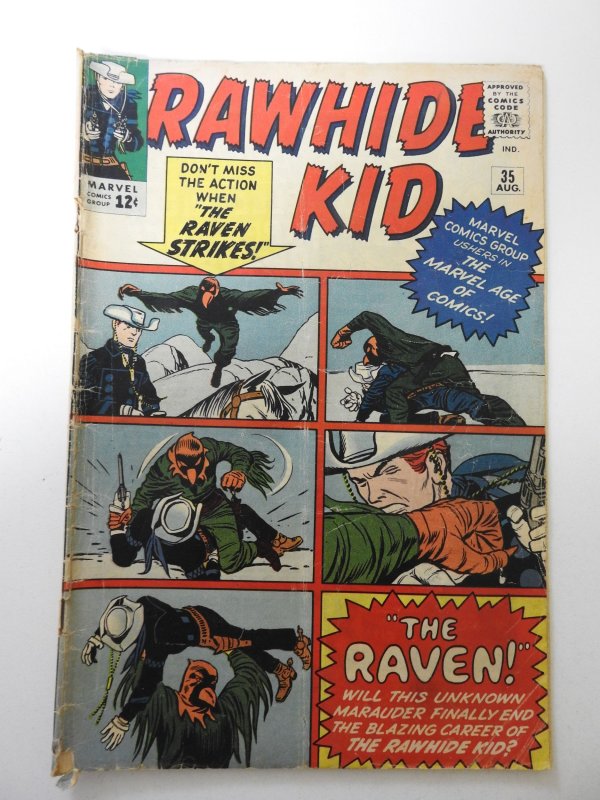 RAWHIDE
KID
APPROVED
BY THE
COMICS
CODE
AUTHORITY
IND.
35
AUG.
MARVEL
COMICS
GROUP 12¢
DON'T MISS
THE ACTION
WHEN
"THE
RAVEN
STRIKES!"
MARVEL
COMICS GROUP
USHERS IN
THE
MARVEL AGE
OF
COMICS!
"THE
RAVEN!"
WILL THIS UNKNOWN
MARAUDER FINALLY END
THE BLAZING CAREER OF
THE RAWHIDE KID?